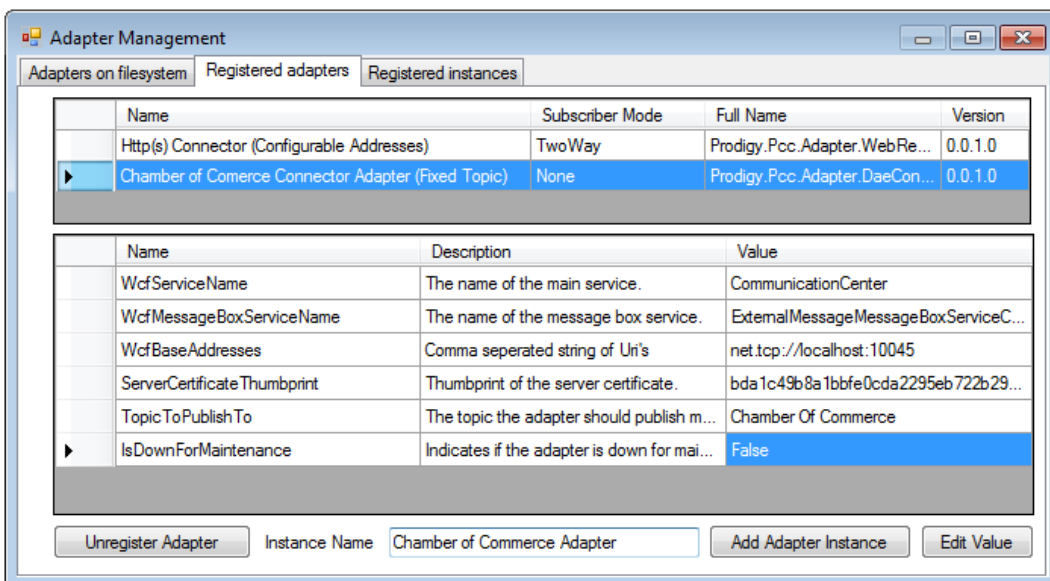 Adapter Management
Adapters on filesystem Registered adapters Registered instances
Name Subscriber Mode Full Name Version
Http(s) Connector (Configurable Addresses) TwoWay Prodigy.Pcc.Adapter.WebRe... 0.0.1.0
Chamber of Comerce Connector Adapter (Fixed Topic) None Prodigy.Pcc.Adapter.DaeCon... 0.0.1.0
Name Description Value
WcfServiceName The name of the main service. CommunicationCenter
WcfMessageBoxServiceName The name of the message box service. ExternalMessageMessageBoxServiceC...
WcfBaseAddresses Comma seperated string of Uri's net.tcp://localhost:10045
ServerCertificateThumbprint Thumbprint of the server certificate. bda1c49b8a1bbfe0cda2295eb722b29...
TopicToPublishTo The topic the adapter should publish m... Chamber Of Commerce
IsDownForMaintenance Indicates if the adapter is down for mai... False
Unregister Adapter Instance Name Chamber of Commerce Adapter Add Adapter Instance Edit Value